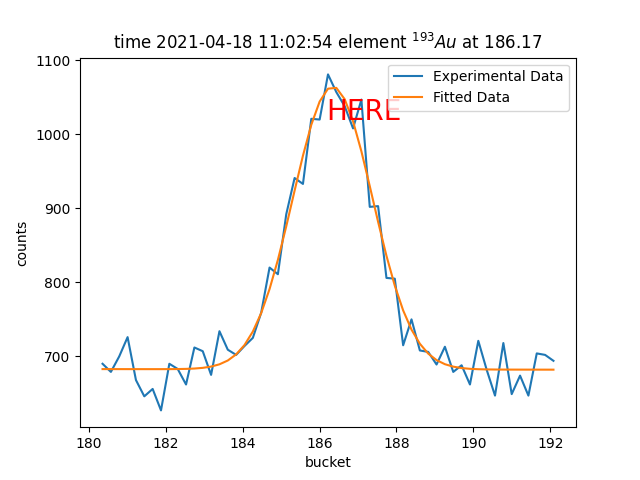 time 2021-04-18 11:02:54 element ¹⁹³Au at 186.17
Experimental Data
Fitted Data
HERE
1100
1000
900
800
700
counts
180 182 184 186 188 190 192
bucket